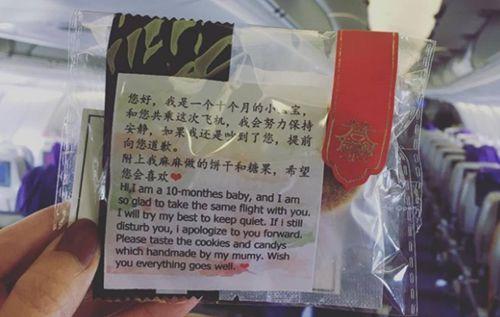 您好，我是一个十个月的小宝，
和您共乘这次飞机，我会努力保持
安静，如果我还是吵到了您，提前
向您道歉。
附上我麻麻做的饼干和糖果，希望
您会喜欢❤
Hi,I am a 10-monthes baby, and I am
so glad to take the same flight with you.
I will try my best to keep quiet. If i still
disturb you, i apologize to you forward.
Please taste the cookies and candys
which handmade by my mumy. Wish
you everything goes well. ❤